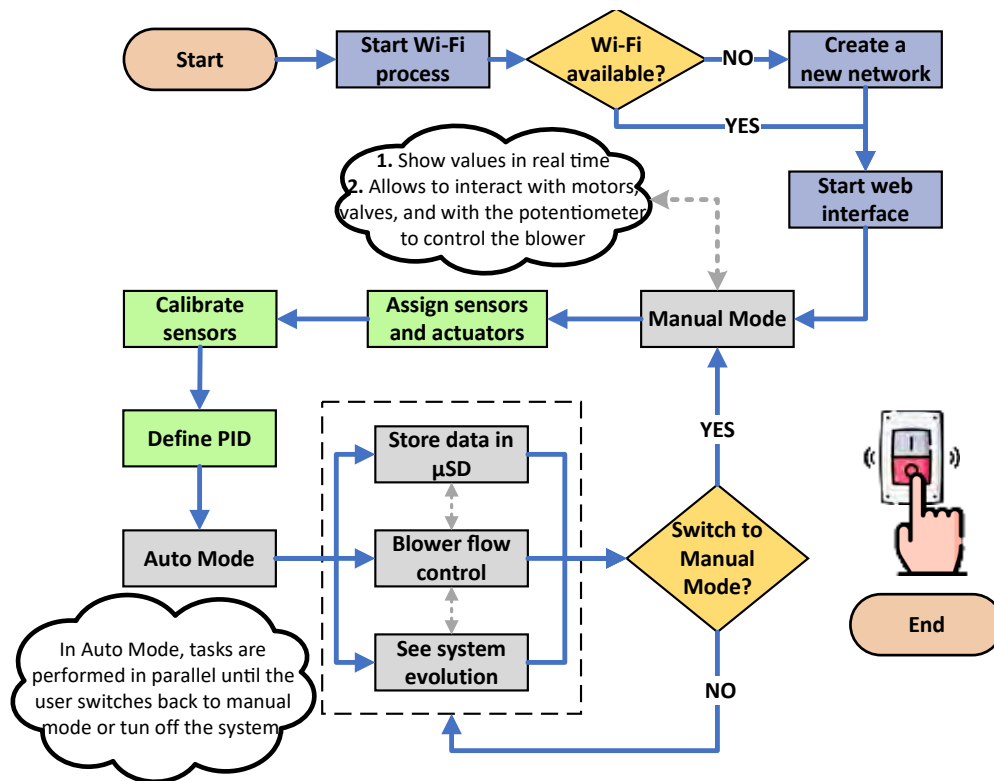 Start
Start Wi-Fi
process
Wi-Fi
available?
NO
Create a
new network
YES
1. Show values in real time
2. Allows to interact with motors,
valves, and with the potentiometer
to control the blower
Start web
interface
Calibrate
sensors
Assign sensors
and actuators
Manual Mode
Define PID
Store data in
μSD
YES
Auto Mode
Blower flow
control
Switch to
Manual
Mode?
See system
evolution
End
In Auto Mode, tasks are
performed in parallel until the
user switches back to manual
mode or tun off the system
NO